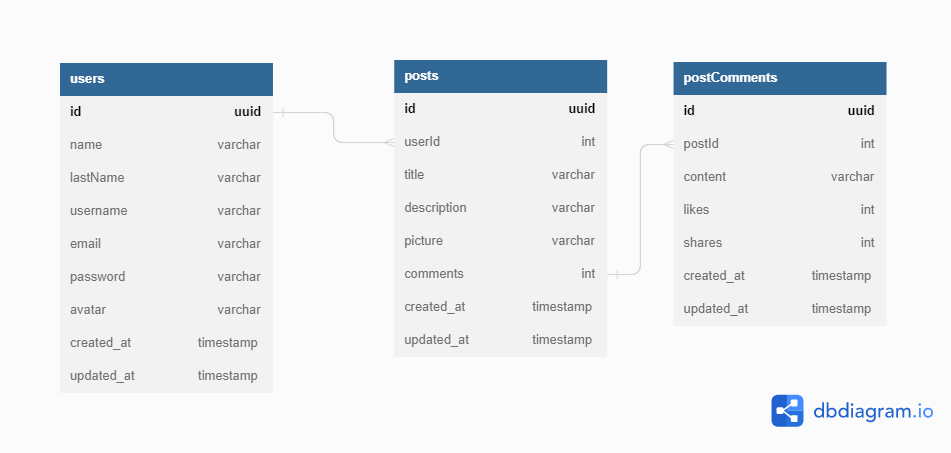 users
id uuid
name varchar
lastName varchar
username varchar
email varchar
password varchar
avatar varchar
created_at timestamp
updated_at timestamp
posts
id uuid
userId int
title varchar
description varchar
picture varchar
comments int
created_at timestamp
updated_at timestamp
postComments
id uuid
postId int
content varchar
likes int
shares int
created_at timestamp
updated_at timestamp
dbdiagram.io